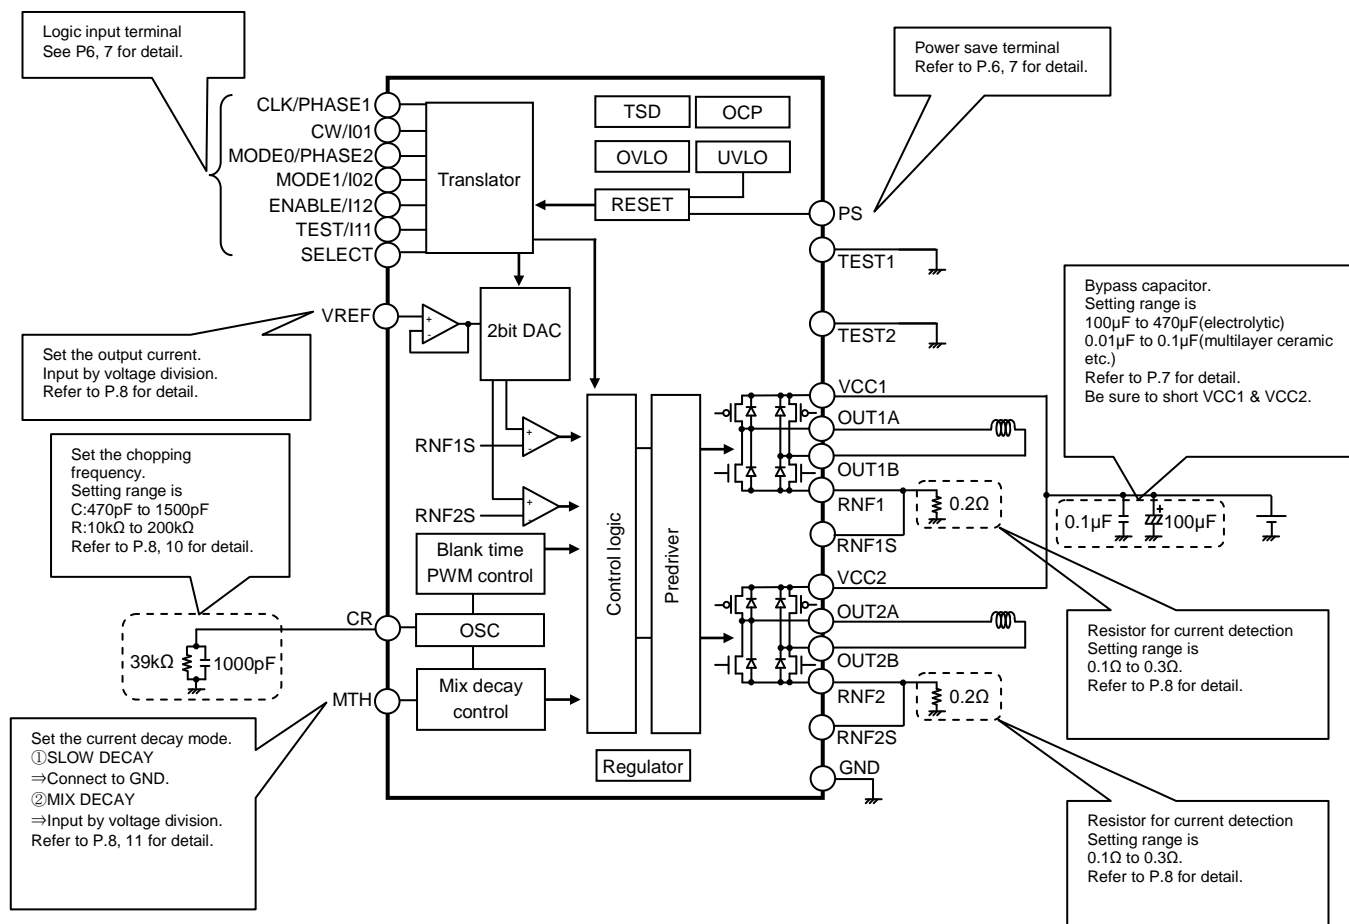 Logic input terminal
See P6, 7 for detail.
Power save terminal
Refer to P.6, 7 for detail.
CLK/PHASE1
CW/I01
MODE0/PHASE2
MODE1/I02
ENABLE/I12
TEST/I11
SELECT
Translator
TSD
OCP
OVLO
UVLO
RESET
PS
TEST1
TEST2
VREF
+
-
2bit DAC
Set the output current.
Input by voltage division.
Refer to P.8 for detail.
Bypass capacitor.
Setting range is
100µF to 470µF(electrolytic)
0.01µF to 0.1µF(multilayer ceramic
etc.)
Refer to P.7 for detail.
Be sure to short VCC1 & VCC2.
Set the chopping
frequency.
Setting range is
C:470pF to 1500pF
R:10kΩ to 200kΩ
Refer to P.8, 10 for detail.
RNF1S
+
-
RNF2S
+
-
Blank time
PWM control
OSC
Mix decay
control
Control logic
Predriver
Regulator
VCC1
OUT1A
OUT1B
RNF1
RNF1S
0.2Ω
0.1µF
+
100µF
VCC2
OUT2A
OUT2B
RNF2
RNF2S
0.2Ω
GND
CR
39kΩ
1000pF
MTH
Set the current decay mode.
①SLOW DECAY
⇒Connect to GND.
②MIX DECAY
⇒Input by voltage division.
Refer to P.8, 11 for detail.
Resistor for current detection
Setting range is
0.1Ω to 0.3Ω.
Refer to P.8 for detail.
Resistor for current detection
Setting range is
0.1Ω to 0.3Ω.
Refer to P.8 for detail.